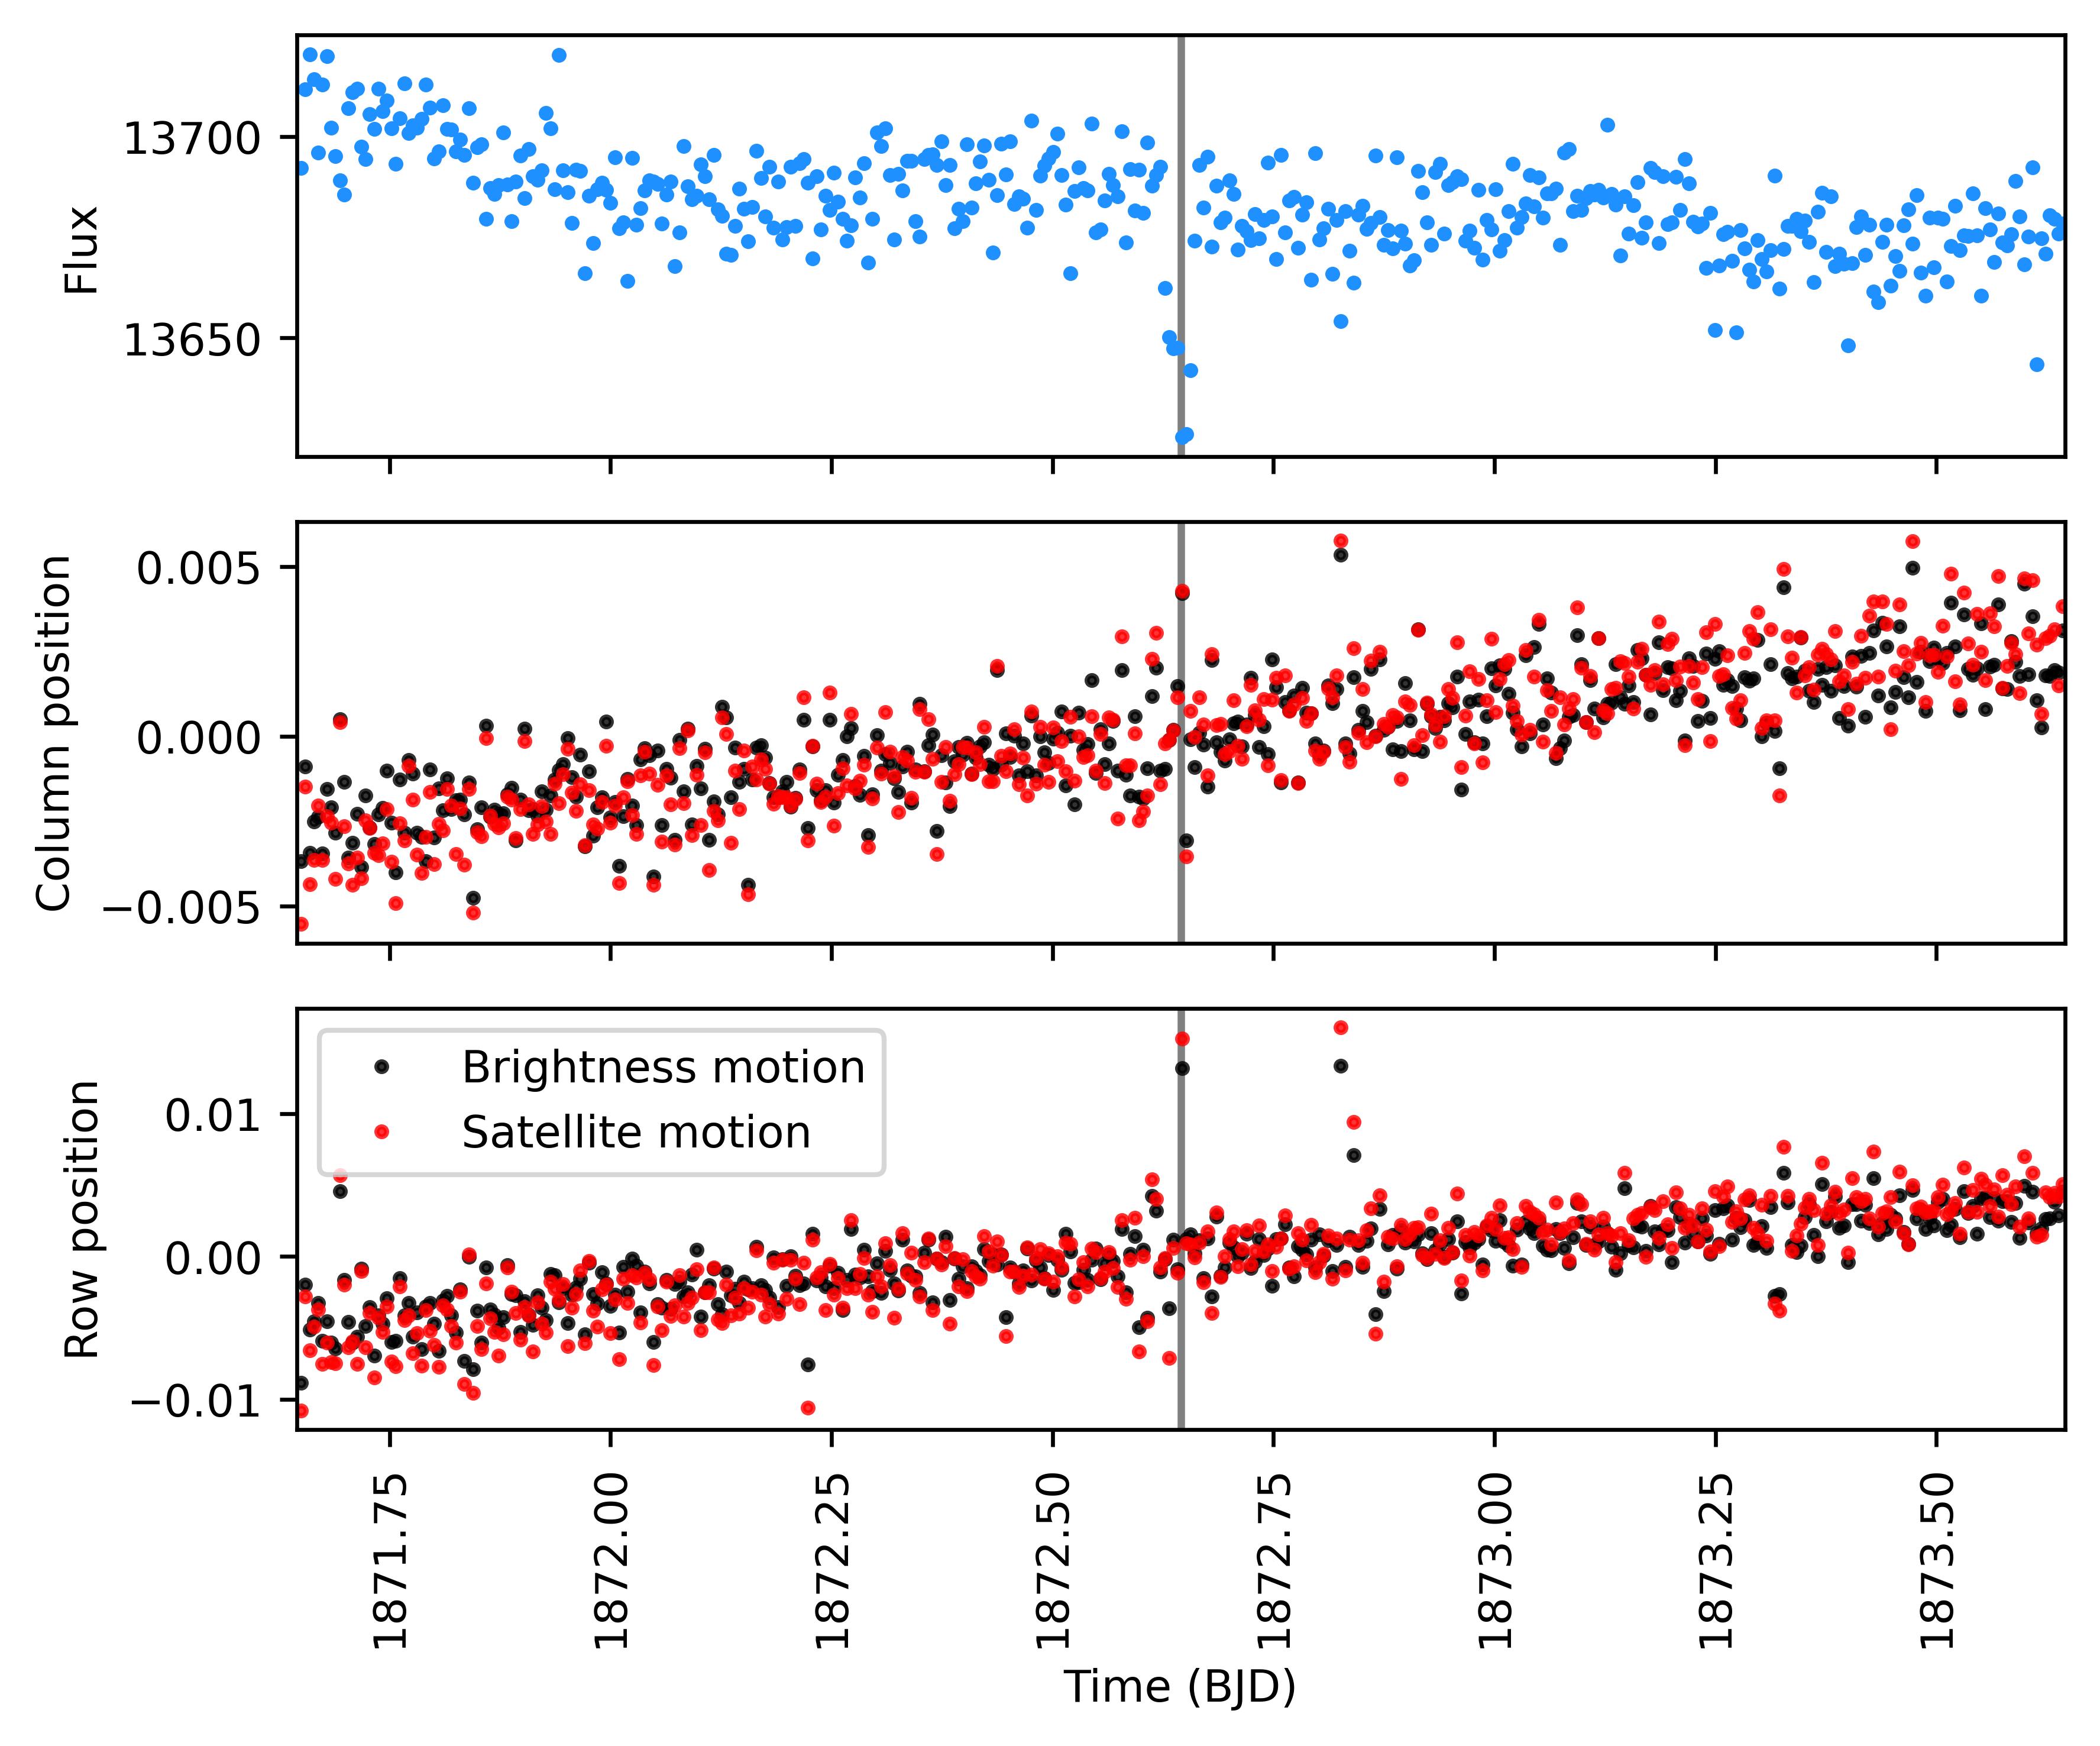 Flux
13700
13650
Column position
0.005
0.000
−0.005
Row position
0.01
0.00
−0.01
Brightness motion
Satellite motion
1871.75
1872.00
1872.25
1872.50
1872.75
1873.00
1873.25
1873.50
Time (BJD)